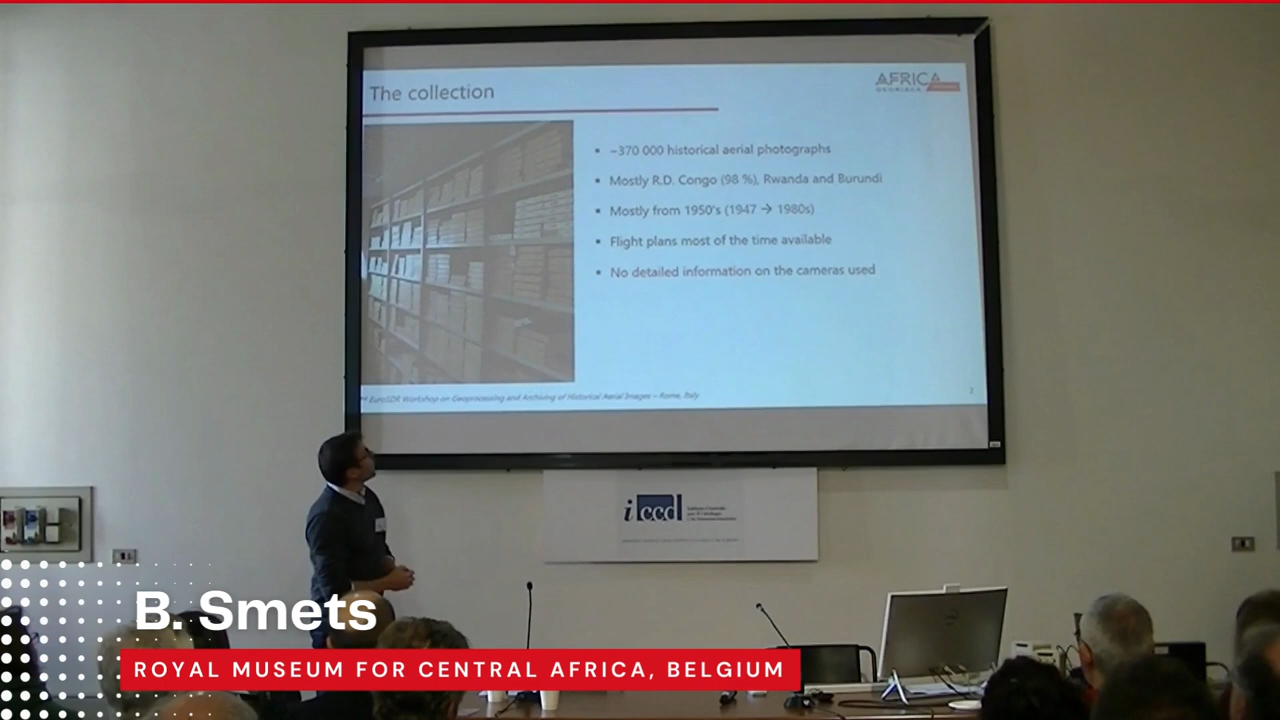 The collection
AFRICA
~370 000 historical aerial photographs
Mostly R.D. Congo (98 %), Rwanda and Burundi
Mostly from 1950's (1947 → 1980s)
Flight plans most of the time available
No detailed information on the cameras used
EuroSDR Workshop on Geoprocessing and Archiving of Historical Aerial Images – Rome, Italy
2
iccd
B. Smets
ROYAL MUSEUM FOR CENTRAL AFRICA, BELGIUM